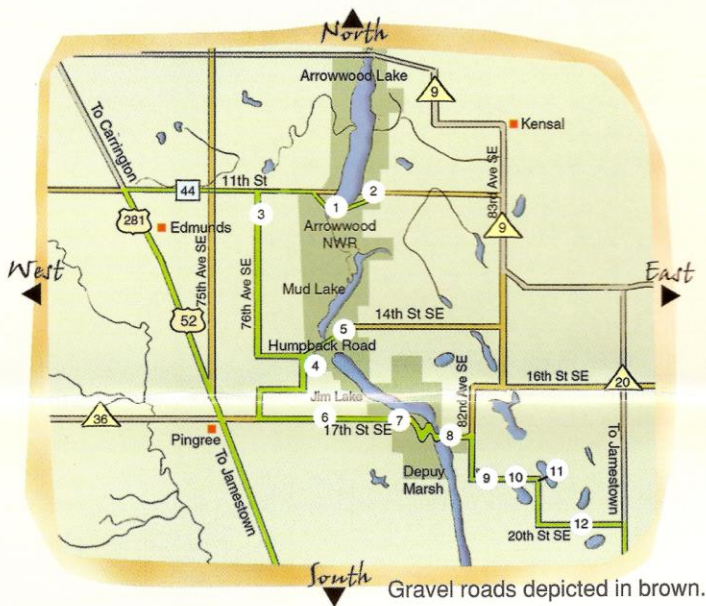 North
Arrowwood Lake
9
Kensal
To Carrington
83rd Ave SE
11th St
44
2
1
3
281
Edmunds
Arrowwood
NWR
9
West
75th Ave SE
76th Ave SE
East
Mud Lake
52
5
14th St SE
Humpback Road
4
82nd Ave SE
16th St SE
20
Jim Lake
36
6
17th St SE
7
8
Pingree
To Jamestown
To Jamestown
Depuy
Marsh
9
10
11
12
20th St SE
South
Gravel roads depicted in brown.